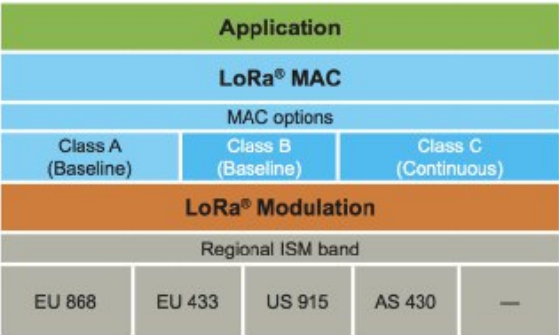 Application
LoRa® MAC
MAC options
Class A
(Baseline)
Class B
(Baseline)
Class C
(Continuous)
LoRa® Modulation
Regional ISM band
EU 868
EU 433
US 915
AS 430
—